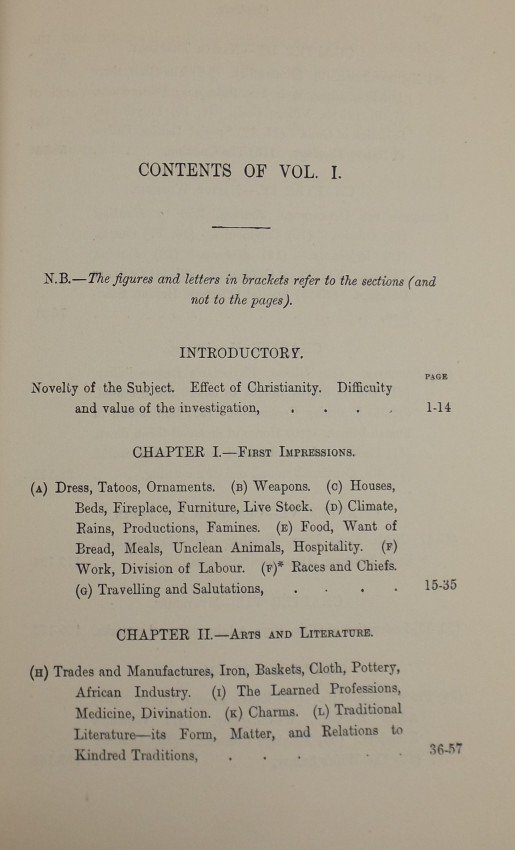 CONTENTS OF VOL. I.
N.B.—The figures and letters in brackets refer to the sections (and
not to the pages).
INTRODUCTORY.
PAGE
Novelty of the Subject. Effect of Christianity. Difficulty
and value of the investigation, . . . . 1-14
CHAPTER I.—First Impressions.
(A) Dress, Tatoos, Ornaments. (B) Weapons. (C) Houses,
Beds, Fireplace, Furniture, Live Stock. (D) Climate,
Rains, Productions, Famines. (E) Food, Want of
Bread, Meals, Unclean Animals, Hospitality. (F)
Work, Division of Labour. (F)* Races and Chiefs.
(G) Travelling and Salutations, . . . . 15-35
CHAPTER II.—Arts and Literature.
(H) Trades and Manufactures, Iron, Baskets, Cloth, Pottery,
African Industry. (I) The Learned Professions,
Medicine, Divination. (K) Charms. (L) Traditional
Literature—its Form, Matter, and Relations to
Kindred Traditions, . . . . . 36-57